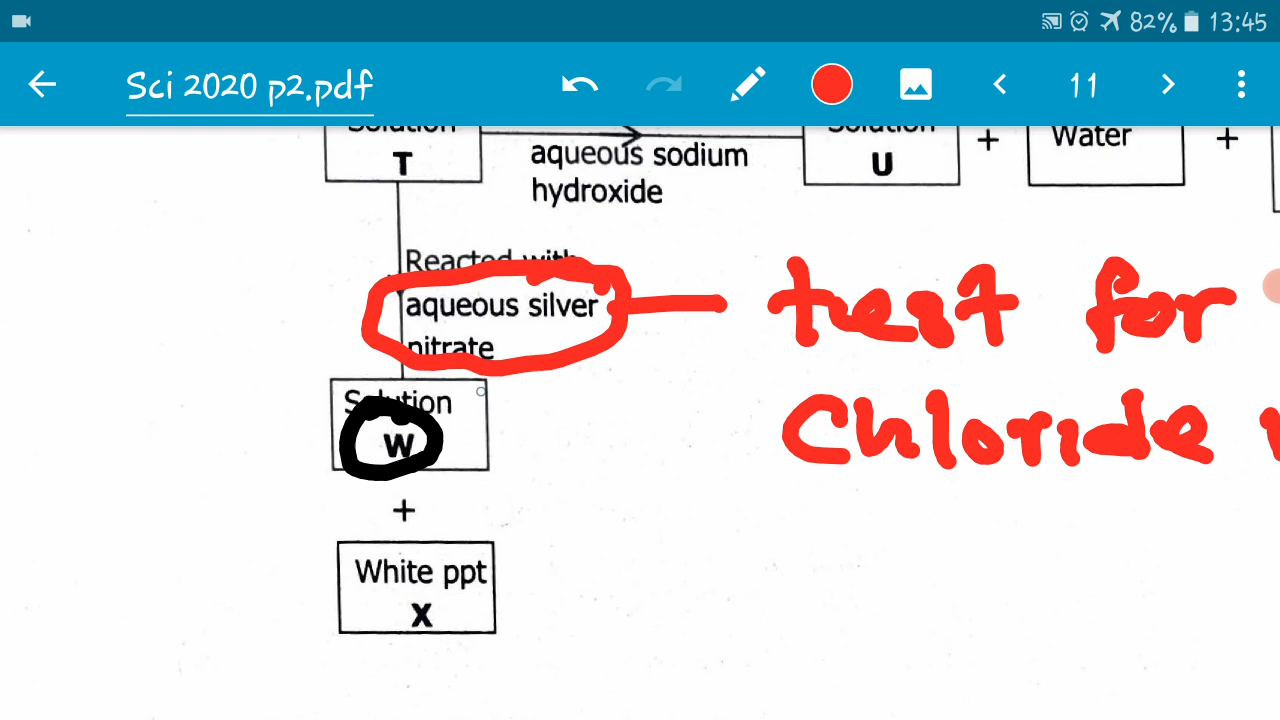 82% 13:45
Sci 2020 p2.pdf 11
Solution
T
aqueous sodium
hydroxide
Solution
U
+
Water
+
Reacted with
aqueous silver
nitrate
test for
Chloride
Solution
W
+
White ppt
X